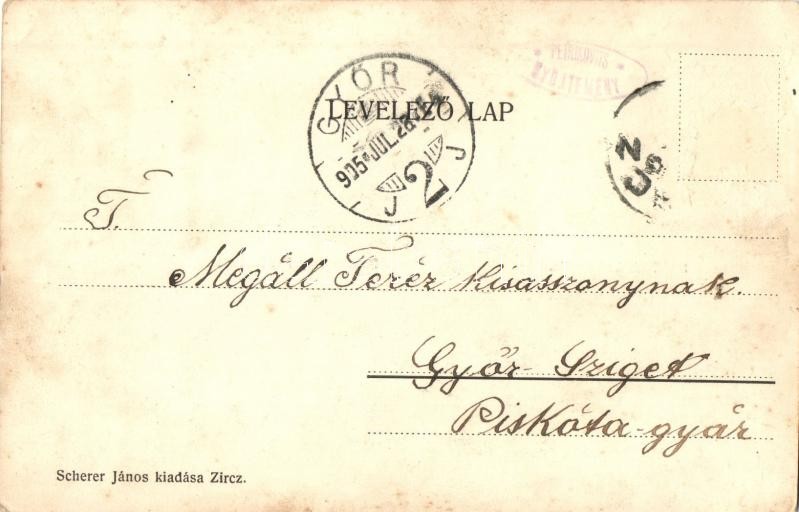 GYŐR
LEVELEZŐ LAP
905 JUL. 28
J 2 J
T.
Megáll Teréz kisasszonynak.
Győr-Sziget
Piskóta-gyár
Scherer János kiadása Zircz.